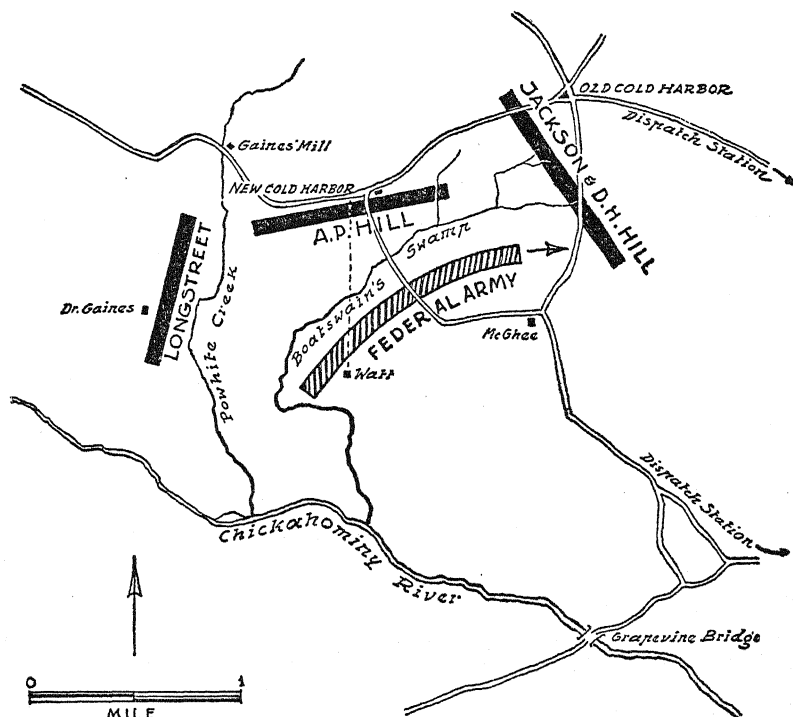 OLD COLD HARBOR
Dispatch Station
JACKSON & D.H. HILL
Gaines' Mill
NEW COLD HARBOR
A.P. HILL
LONGSTREET
Dr. Gaines
Powhite Creek
Boatswain's Swamp
FEDERAL ARMY
McGhee
Watt
Dispatch Station
Chickahominy River
Grapevine Bridge
0 1
MILE